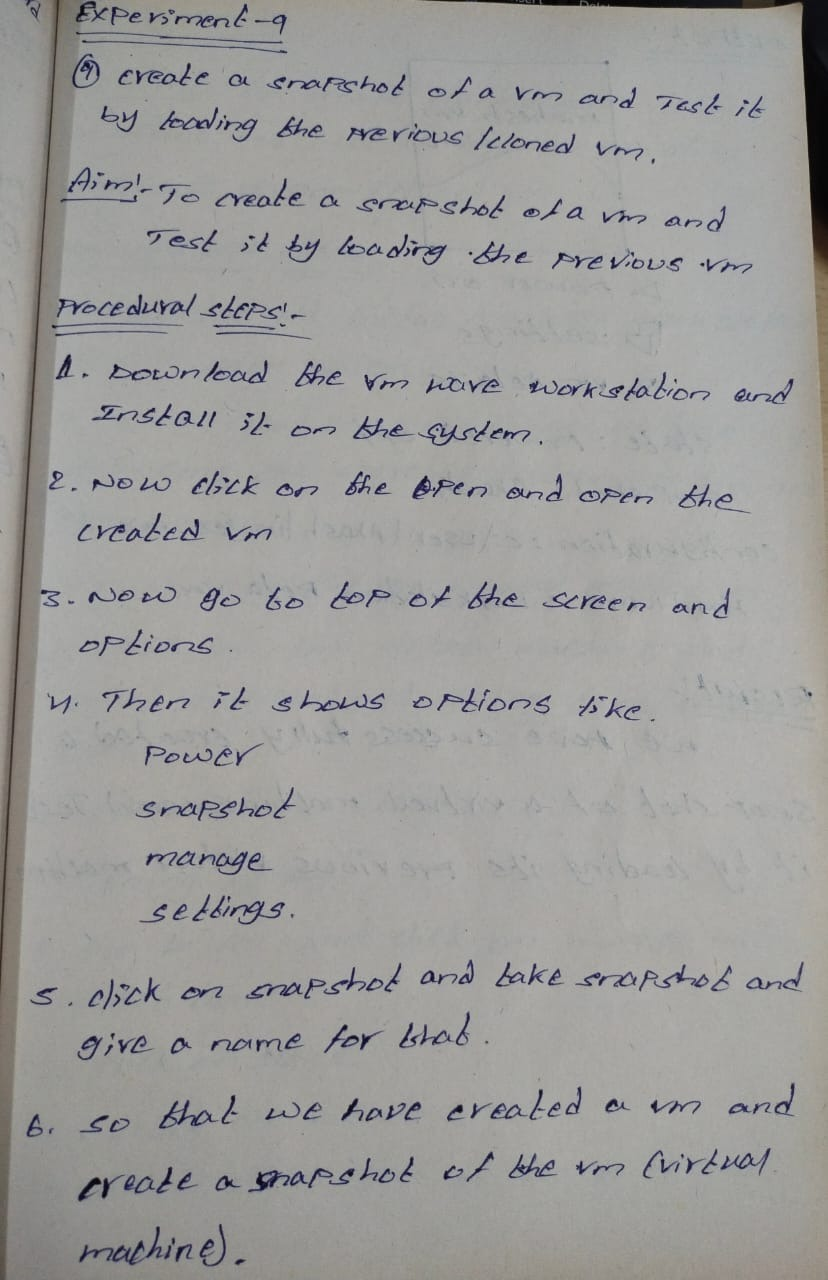 Experiment-9
⑨ create a snapshot of a vm and Test it
by loading the previous / cloned vm.
Aim:- To create a snapshot of a vm and
Test it by loading the previous vm
Procedural steps:-
1. Download the vm ware workstation and
Install it on the system.
2. Now click on the open and open the
created vm
3. Now go to top of the screen and
options.
4. Then it shows options like.
Power
snapshot
manage
settings.
5. click on snapshot and take snapshot and
give a name for that.
6. so that we have created a vm and
create a snapshot of the vm (virtual
machine).